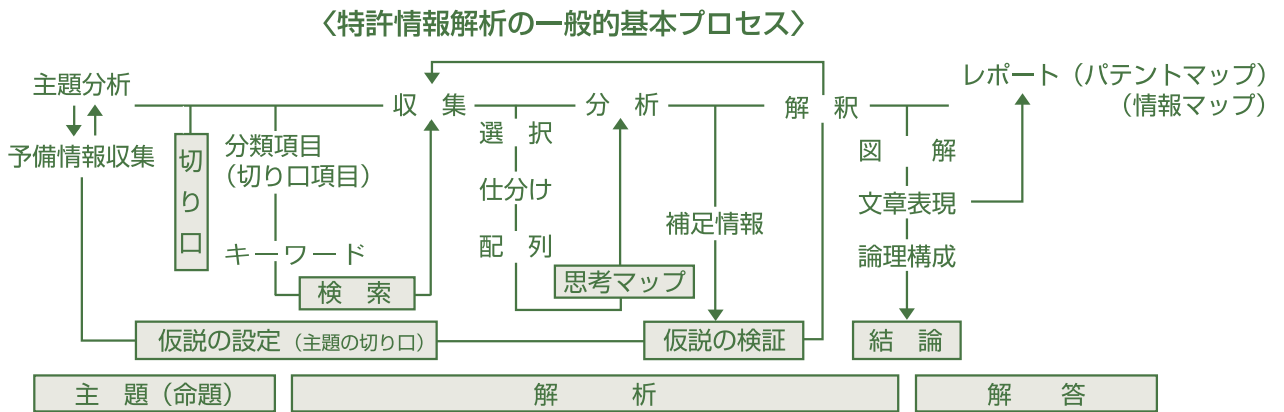 〈特許情報解析の一般的基本プロセス〉
主題分析
予備情報収集
切り口
分類項目
（切り口項目）
キーワード
検　索
収　集
選　択
仕分け
配　列
分　析
思考マップ
補足情報
解　釈
図　解
文章表現
論理構成
レポート（パテントマップ）
（情報マップ）
仮説の設定（主題の切り口）
仮説の検証
結　論
主　題（命題）
解　　　析
解　　答